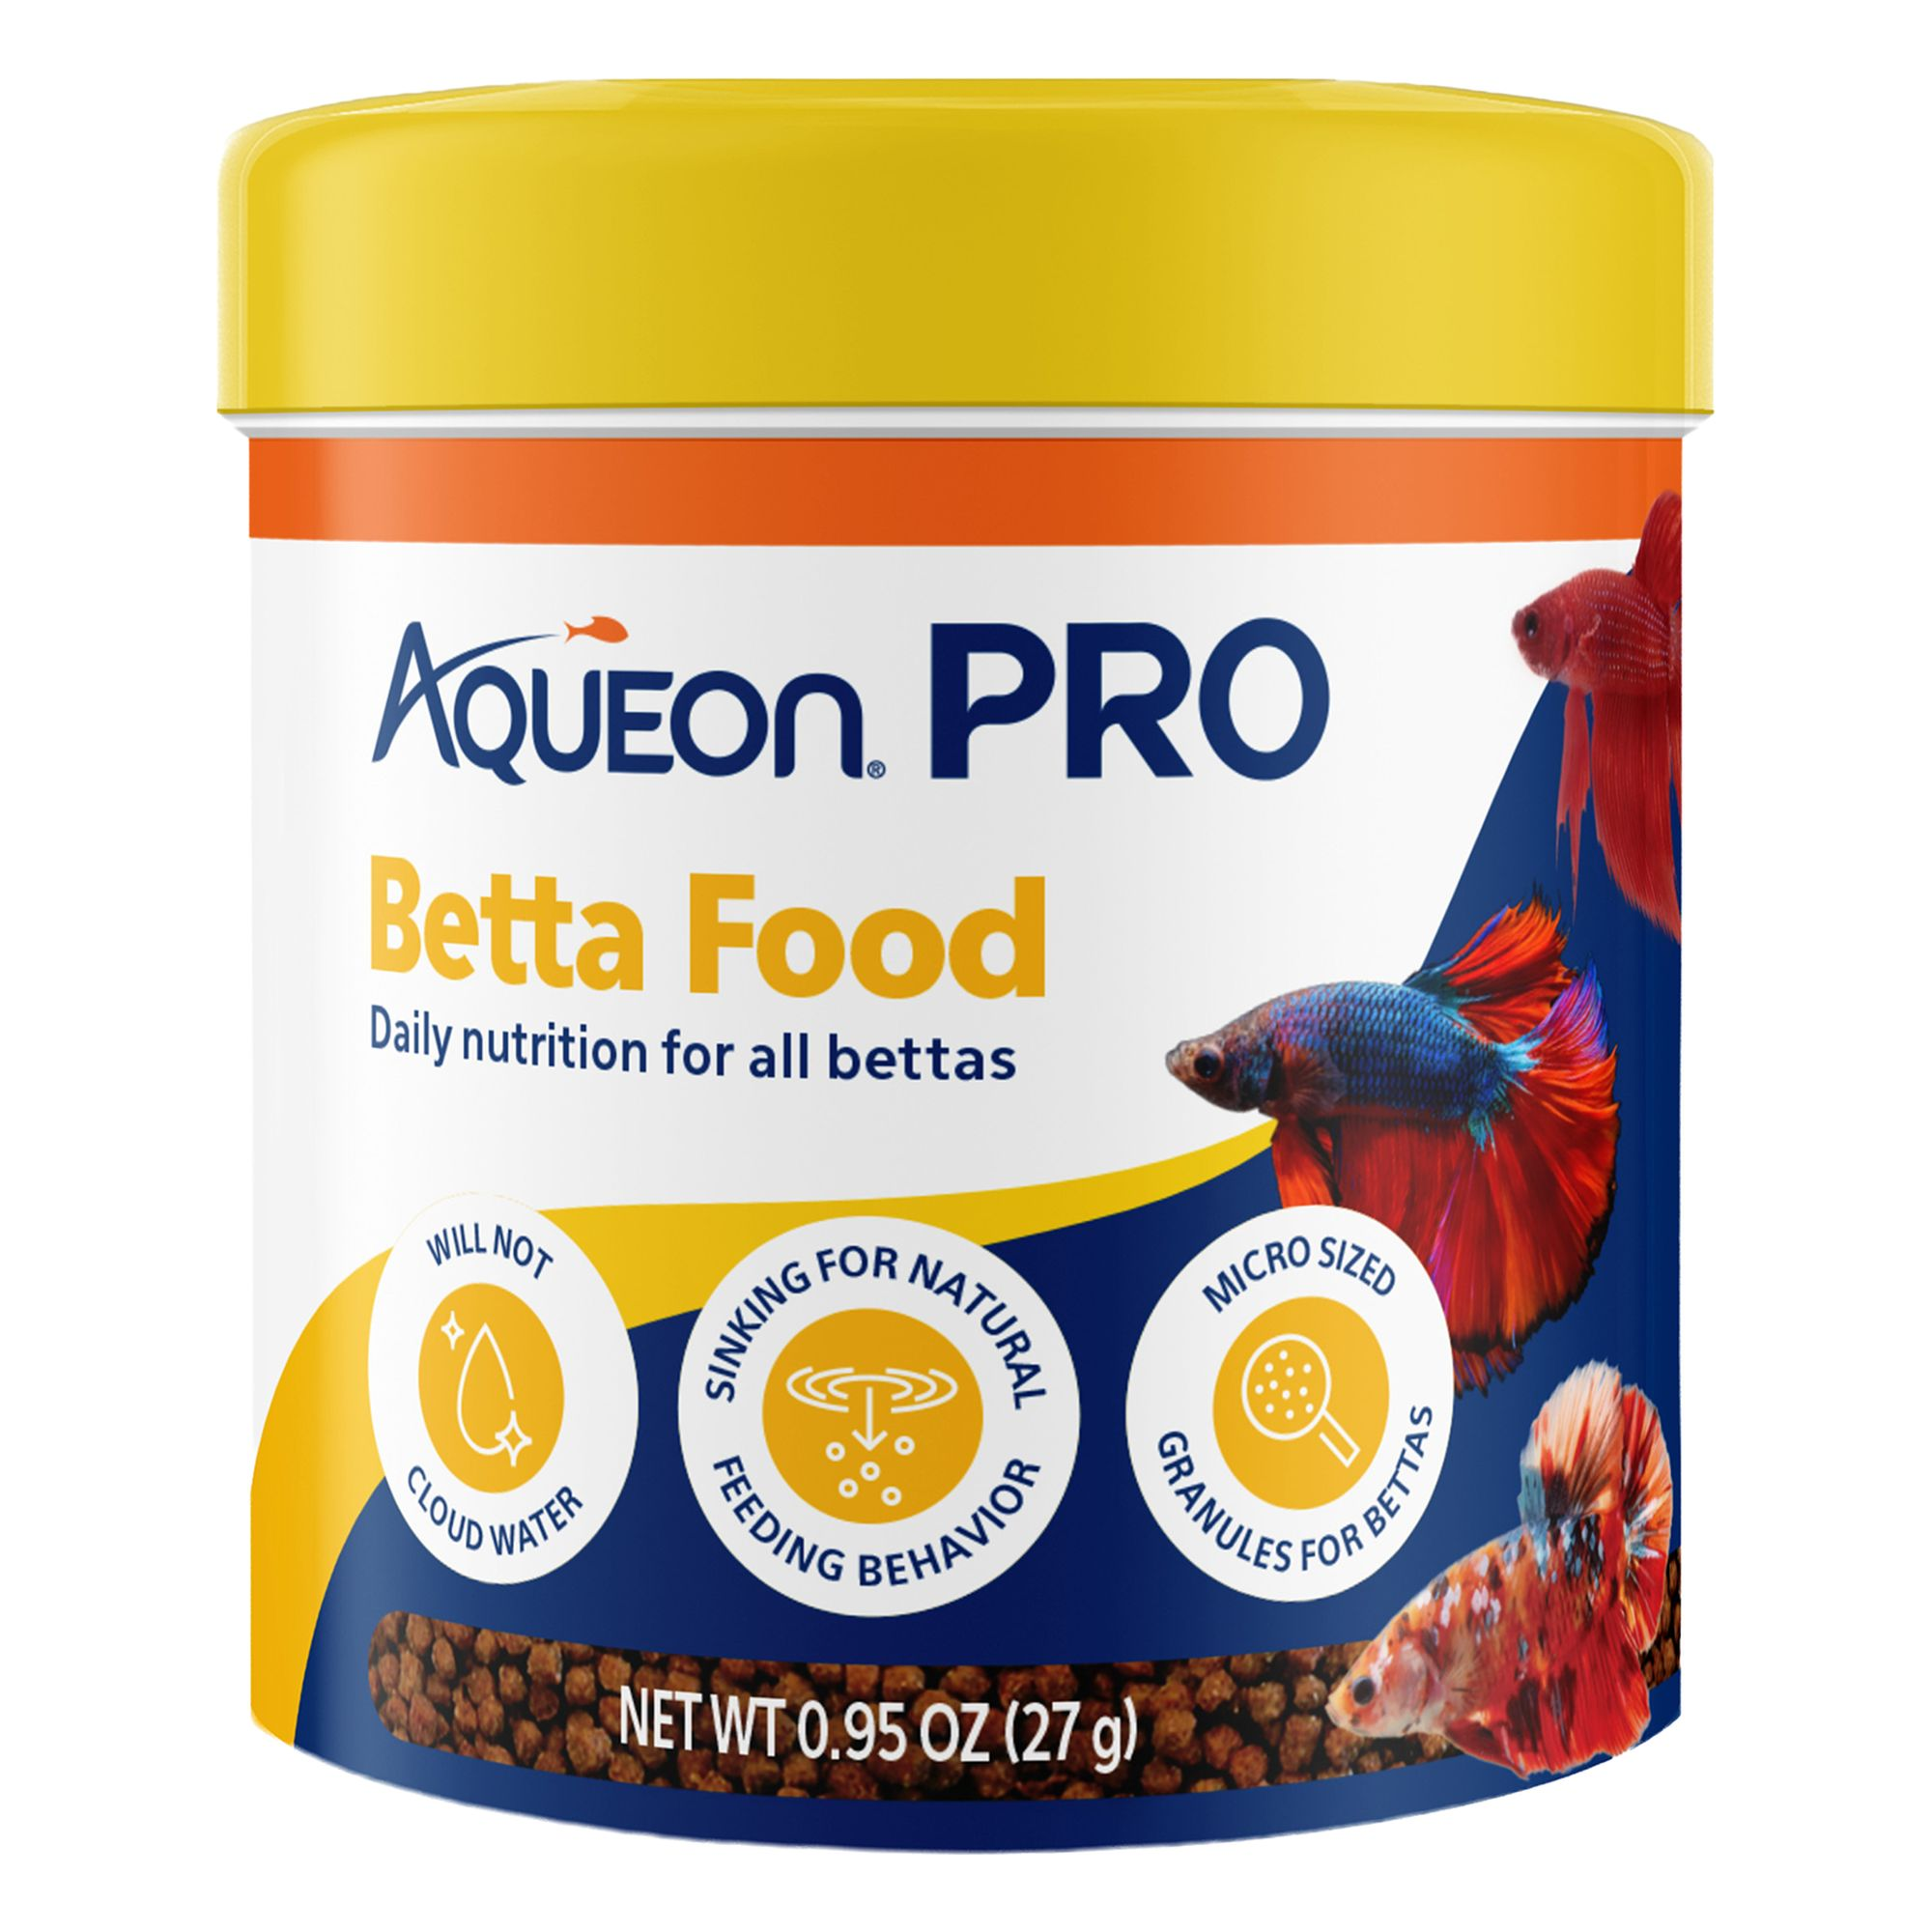 AQUEON® PRO
Betta Food
Daily nutrition for all bettas
WILL NOT
CLOUD WATER
SINKING FOR NATURAL
FEEDING BEHAVIOR
MICRO SIZED
GRANULES FOR BETTAS
NET WT 0.95 OZ (27 g)